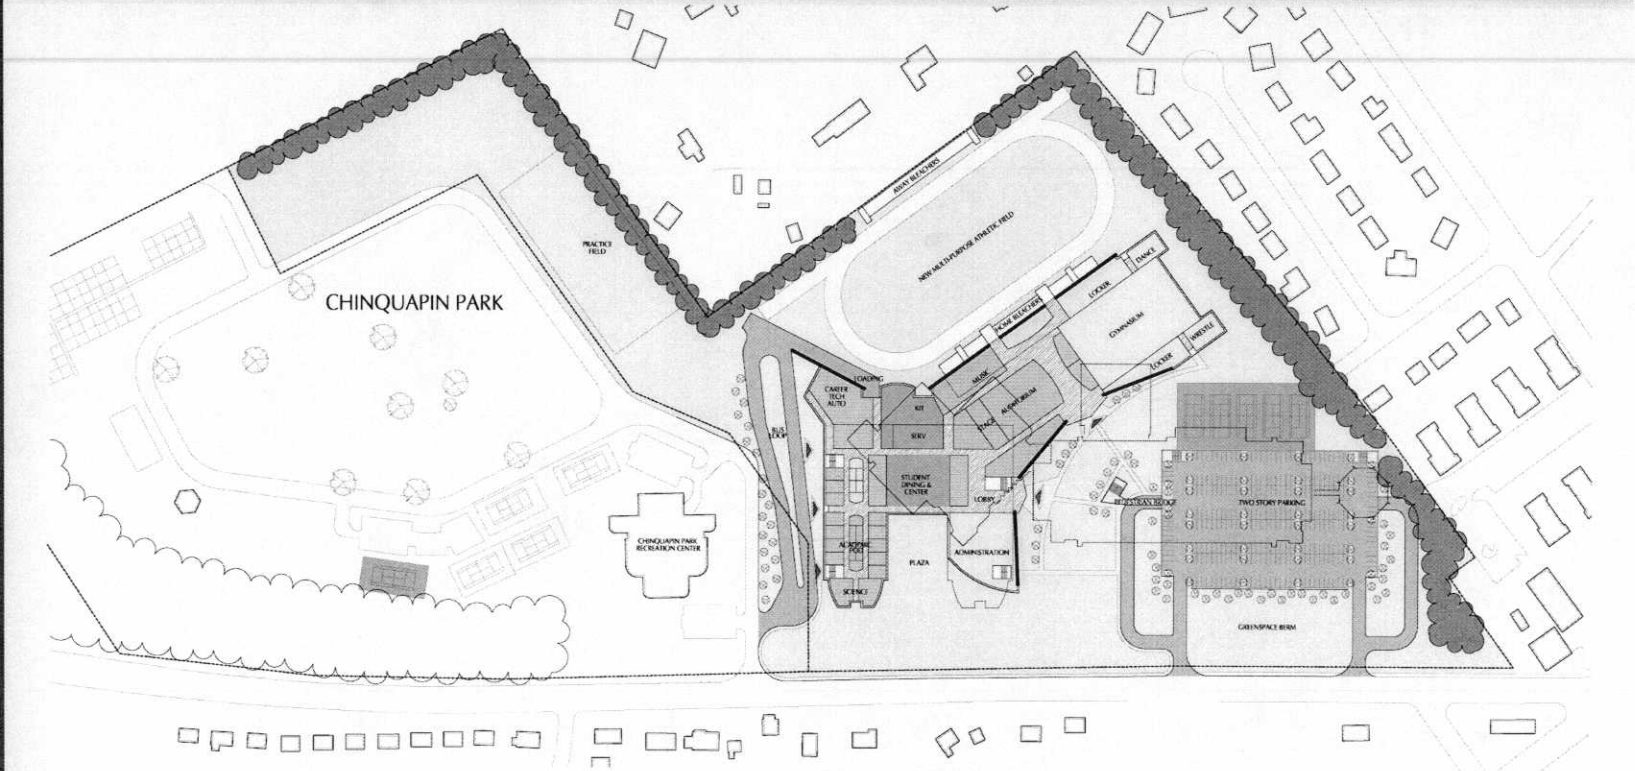 AWAY BLEACHERS
NEW MULTI-PURPOSE ATHLETIC FIELD
PRACTICE
FIELD
CHINQUAPIN PARK
DANCE
LOCKER
HOME BLEACHERS
GYMNASIUM
WRESTLE
LOCKER
MUSIC
LOADING
CAREER
TECH
AUTO
AUDITORIUM
KIT
STAGE
SERV
BUS
LOOP
STUDENT
DINING &
CENTER
LOBBY
PEDESTRIAN BRIDGE
TWO STORY PARKING
CHINQUAPIN PARK
RECREATION CENTER
ACADEMIC
POD
ADMINISTRATION
PLAZA
SCIENCE
GREENSPACE BERM